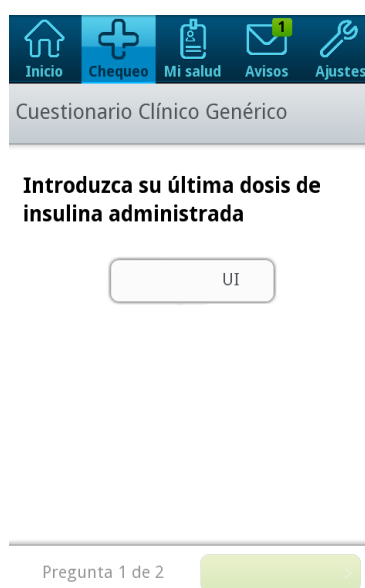 1
Inicio Chequeo Mi salud Avisos Ajustes
Cuestionario Clínico Genérico
Introduzca su última dosis de
insulina administrada
UI
Pregunta 1 de 2